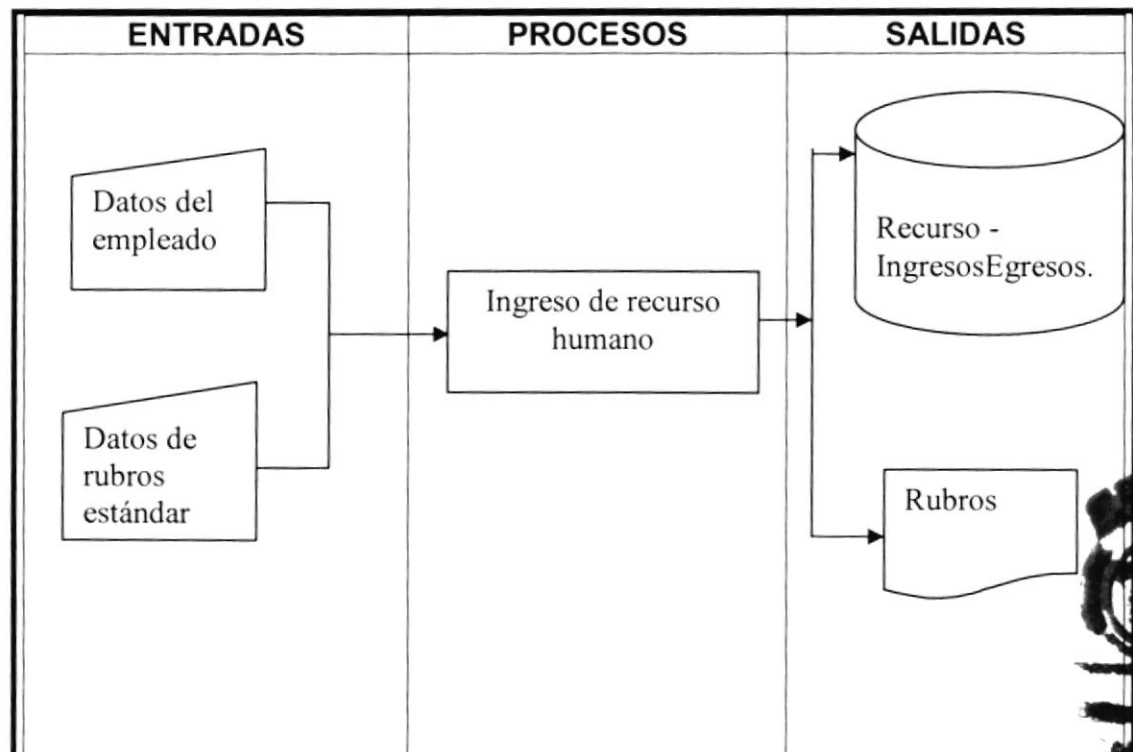 ENTRADAS
PROCESOS
SALIDAS
Datos del
empleado
Datos de
rubros
estándar
Ingreso de recurso
humano
Recurso -
IngresosEgresos.
Rubros